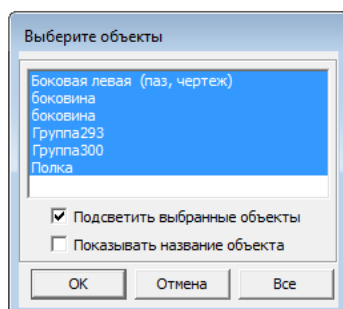 Выберите объекты
Боковая левая (паз, чертеж)
боковина
боковина
Группа293
Группа300
Полка
Подсветить выбранные объекты
Показывать название объекта
ОК Отмена Все